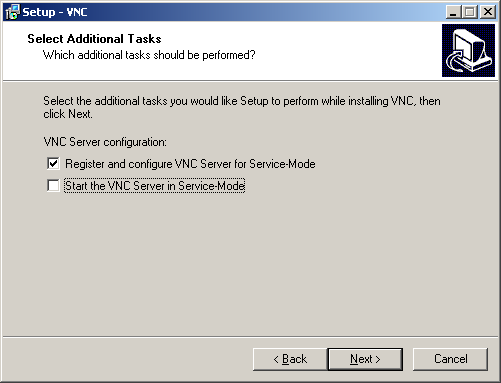 Setup - VNC
Select Additional Tasks
Which additional tasks should be performed?
Select the additional tasks you would like Setup to perform while installing VNC, then
click Next.
VNC Server configuration:
Register and configure VNC Server for Service-Mode
Start the VNC Server in Service-Mode
< Back
Next >
Cancel